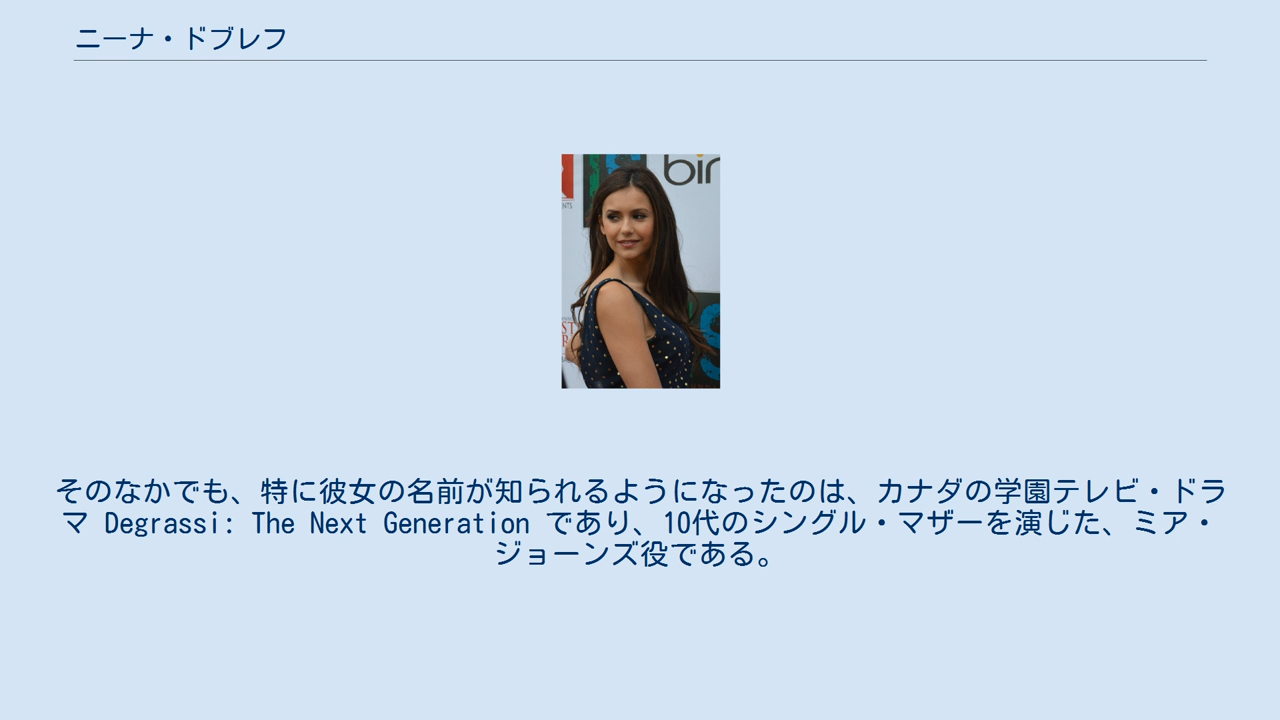 ニーナ・ドブレフ
bir
NTS
ST
R
S
そのなかでも、特に彼女の名前が知られるようになったのは、カナダの学園テレビ・ドラ
マ Degrassi: The Next Generation であり、10代のシングル・マザーを演じた、ミア・
ジョーンズ役である。